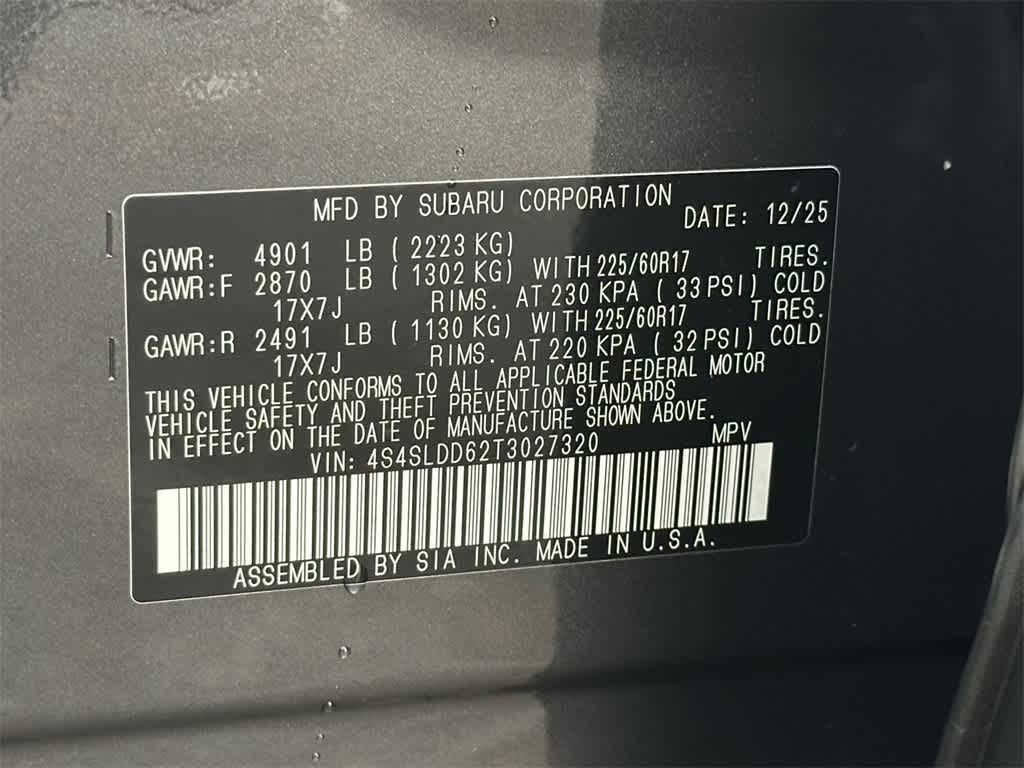 MFD BY SUBARU CORPORATION DATE: 12/25
GVWR: 4901 LB ( 2223 KG)
GAWR:F 2870 LB ( 1302 KG) WITH 225/60R17 TIRES.
17X7J RIMS. AT 230 KPA ( 33 PSI) COLD
GAWR:R 2491 LB ( 1130 KG) WITH 225/60R17 TIRES.
17X7J RIMS. AT 220 KPA ( 32 PSI) COLD
THIS VEHICLE CONFORMS TO ALL APPLICABLE FEDERAL MOTOR
VEHICLE SAFETY AND THEFT PREVENTION STANDARDS
IN EFFECT ON THE DATE OF MANUFACTURE SHOWN ABOVE.
VIN: 4S4SLDD62T3027320 MPV
ASSEMBLED BY SIA INC. MADE IN U.S.A.